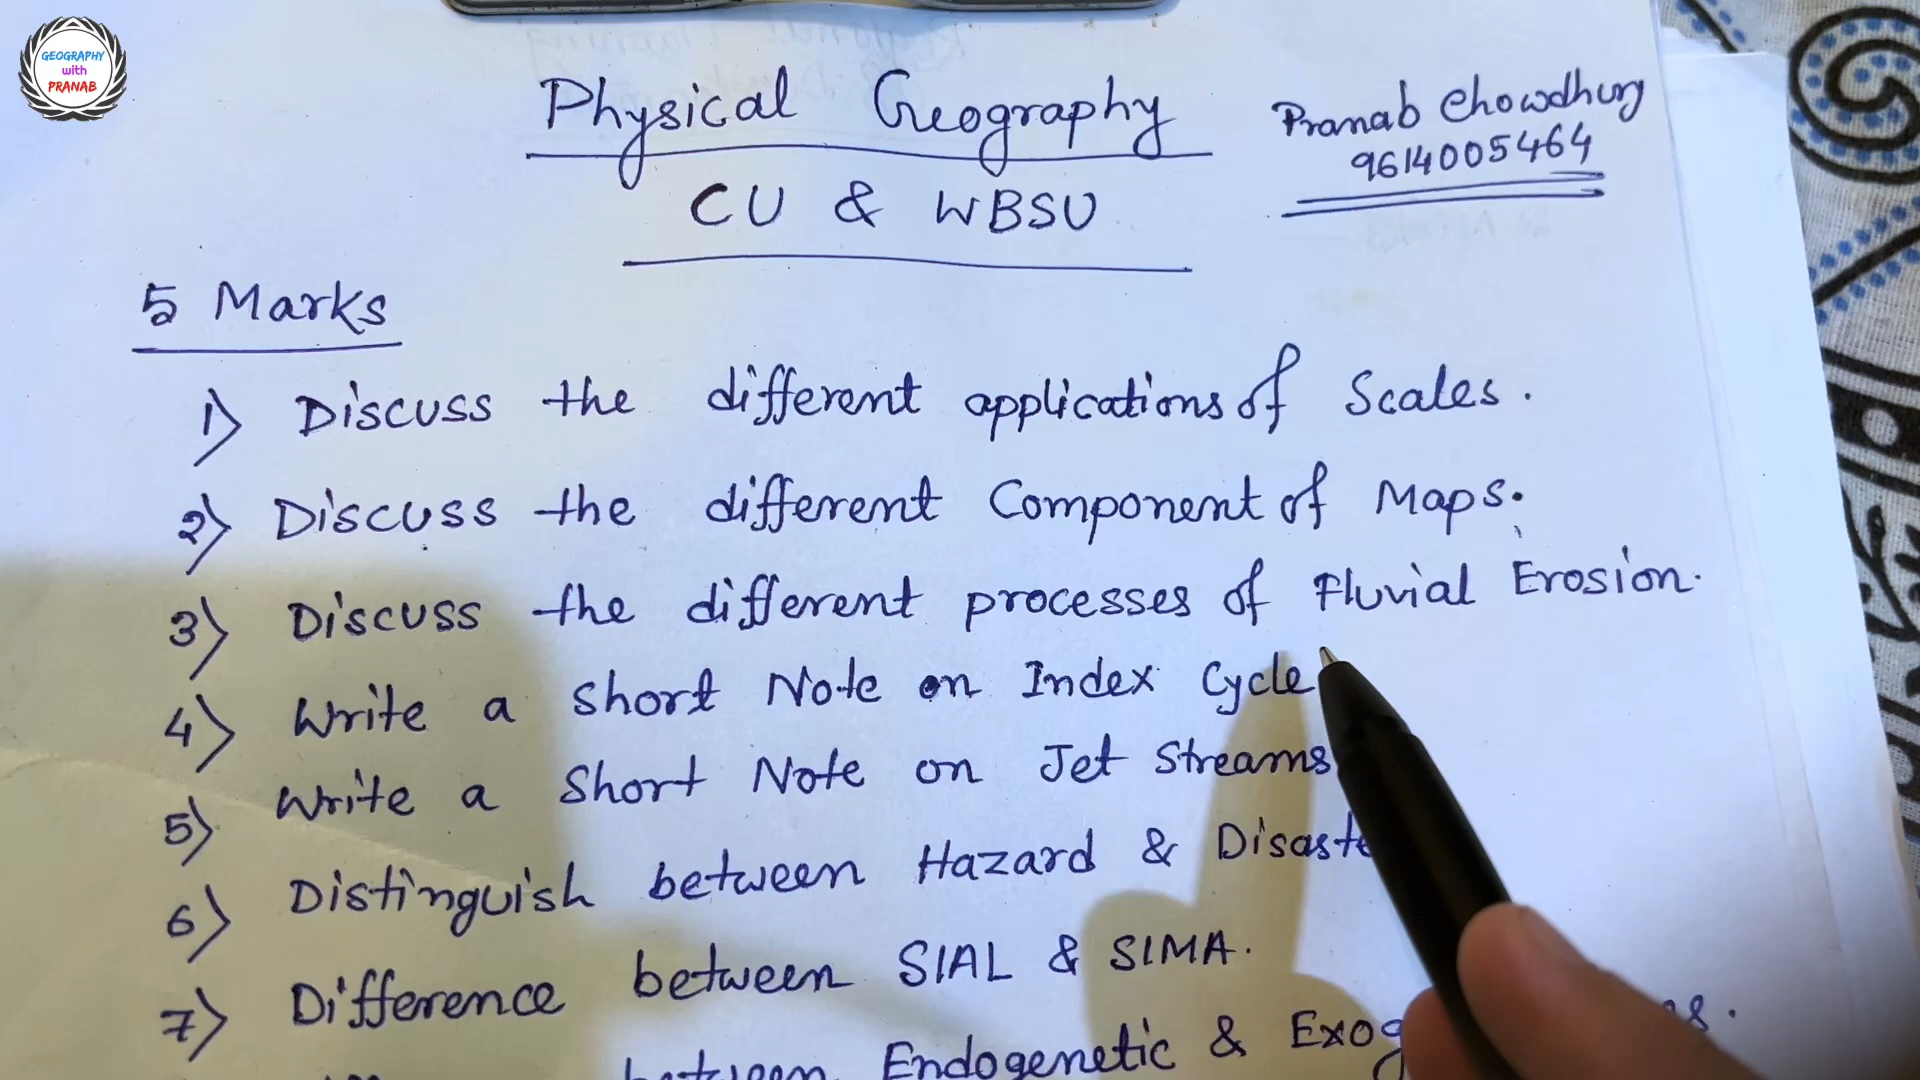 GEOGRAPHY
with
PRANAB
Physical Geography
Pranab Chowdhury
9614005464
CU & WBSU
5 Marks
1) Discuss the different applications of Scales.
2) Discuss the different Component of Maps.
3) Discuss the different processes of Fluvial Erosion.
4) Write a Short Note on Index Cycle
5) Write a Short Note on Jet Streams
6) Distinguish between Hazard & Disaste
7) Difference between SIAL & SIMA.
between Endogenetic & Exog